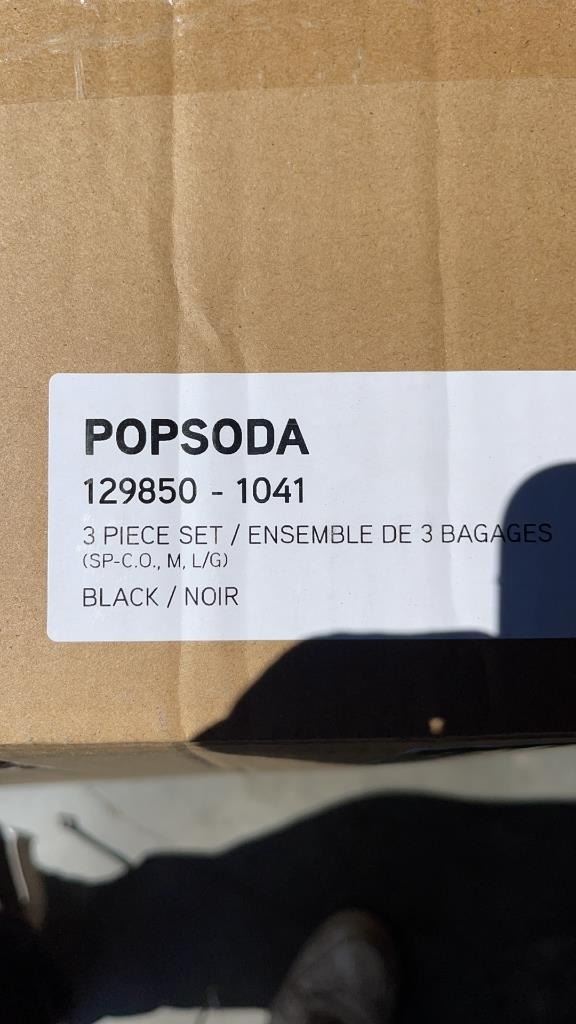 POPSODA
129850 - 1041
3 PIECE SET / ENSEMBLE DE 3 BAGAGES
(SP-C.O., M, L/G)
BLACK / NOIR